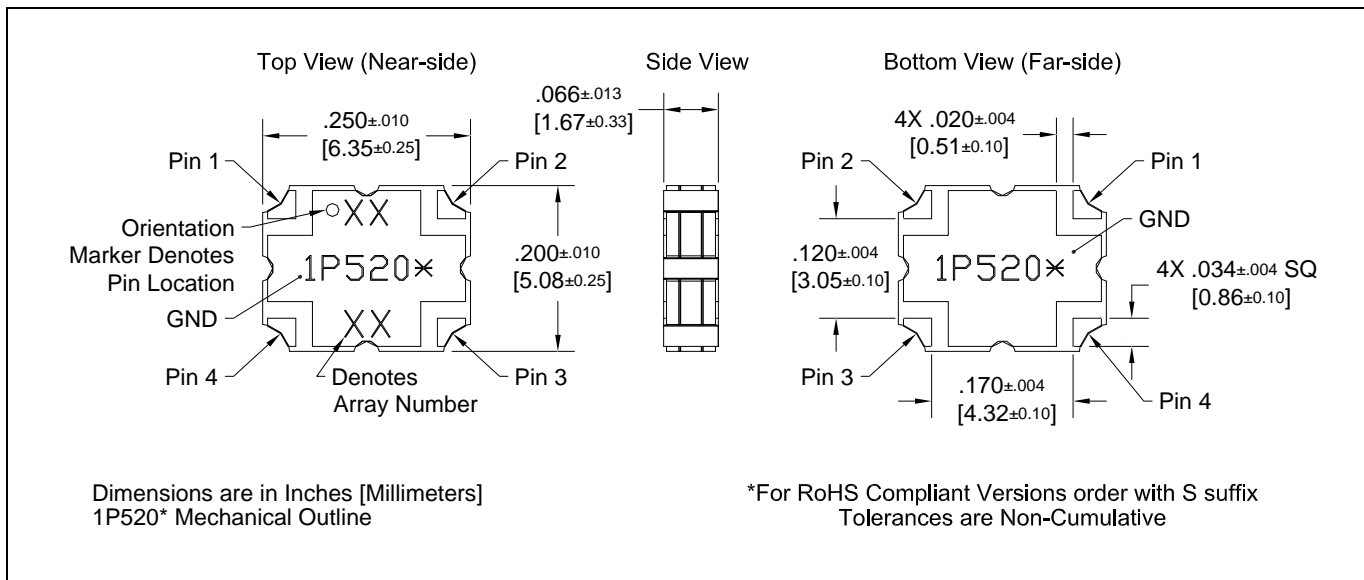 Top View (Near-side)
Side View
Bottom View (Far-side)
.250±.010
[6.35±0.25]
.066±.013
[1.67±0.33]
4X .020±.004
[0.51±0.10]
Pin 1
Pin 2
Pin 2
Pin 1
Orientation
Marker Denotes
Pin Location
XX
1P520*
XX
GND
.200±.010
[5.08±0.25]
Pin 4
Pin 3
Denotes
Array Number
GND
.120±.004
[3.05±0.10]
1P520*
4X .034±.004 SQ
[0.86±0.10]
Pin 3
.170±.004
[4.32±0.10]
Pin 4
Dimensions are in Inches [Millimeters]
1P520* Mechanical Outline
*For RoHS Compliant Versions order with S suffix
Tolerances are Non-Cumulative